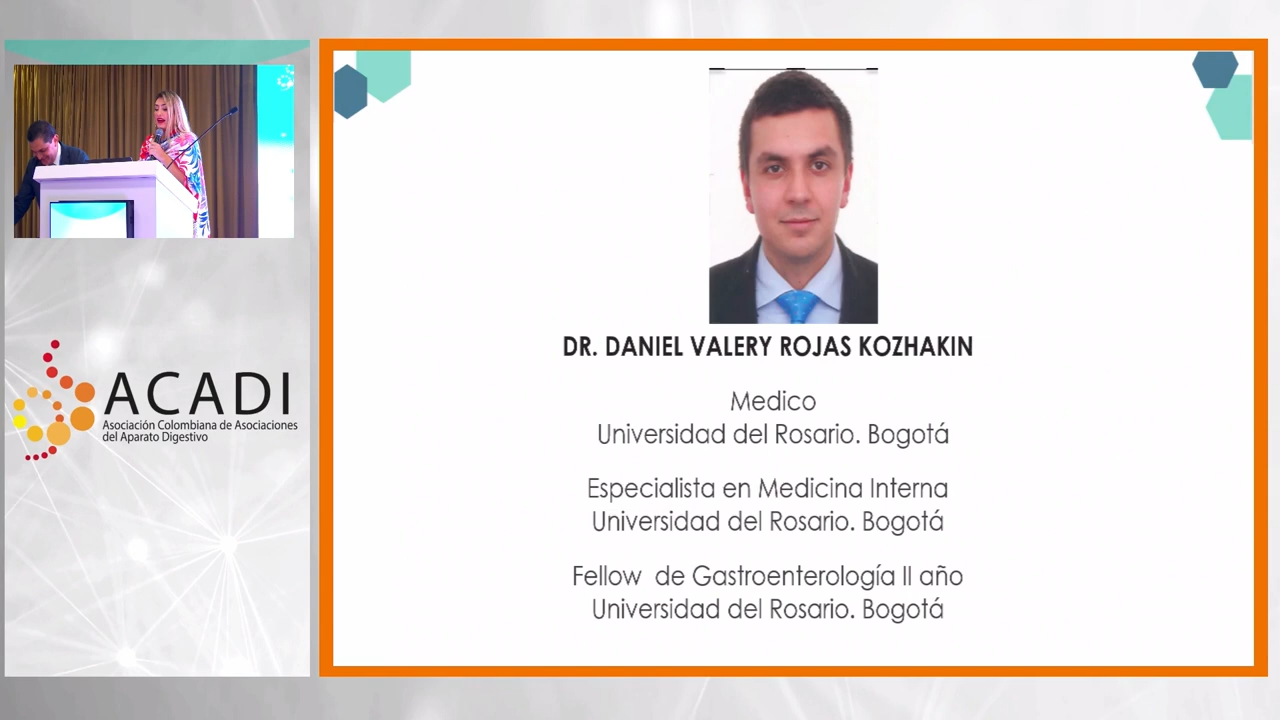 ACADI
Asociación Colombiana de Asociaciones
del Aparato Digestivo
DR. DANIEL VALERY ROJAS KOZHAKIN
Medico
Universidad del Rosario. Bogotá
Especialista en Medicina Interna
Universidad del Rosario. Bogotá
Fellow de Gastroenterología II año
Universidad del Rosario. Bogotá